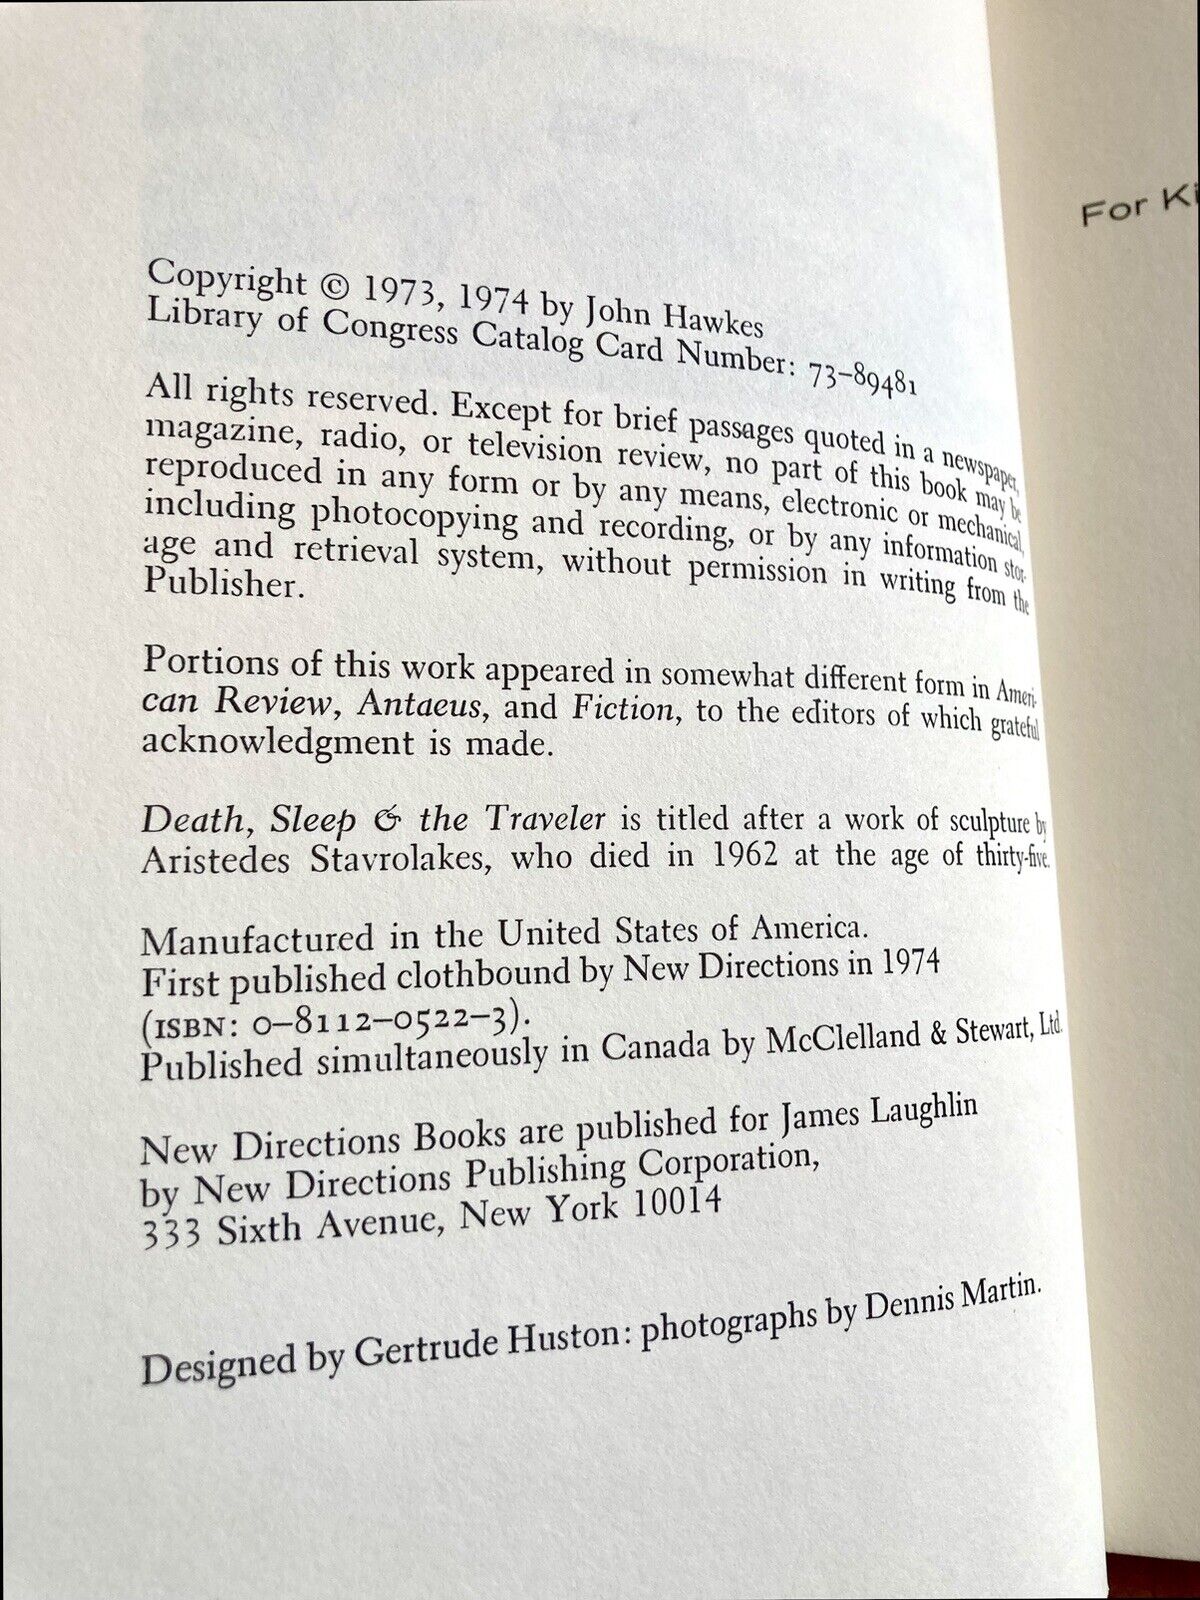 Copyright © 1973, 1974 by John Hawkes
Library of Congress Catalog Card Number: 73–89481
All rights reserved. Except for brief passages quoted in a newspaper,
magazine, radio, or television review, no part of this book may be
reproduced in any form or by any means, electronic or mechanical,
including photocopying and recording, or by any information stor-
age and retrieval system, without permission in writing from the
Publisher.
Portions of this work appeared in somewhat different form in Ameri-
can Review, Antaeus, and Fiction, to the editors of which grateful
acknowledgment is made.
Death, Sleep & the Traveler is titled after a work of sculpture by
Aristedes Stavrolakes, who died in 1962 at the age of thirty-five.
Manufactured in the United States of America.
First published clothbound by New Directions in 1974
(ISBN: 0–8112–0522–3).
Published simultaneously in Canada by McClelland & Stewart, Ltd.
New Directions Books are published for James Laughlin
by New Directions Publishing Corporation,
333 Sixth Avenue, New York 10014
Designed by Gertrude Huston: photographs by Dennis Martin.
For